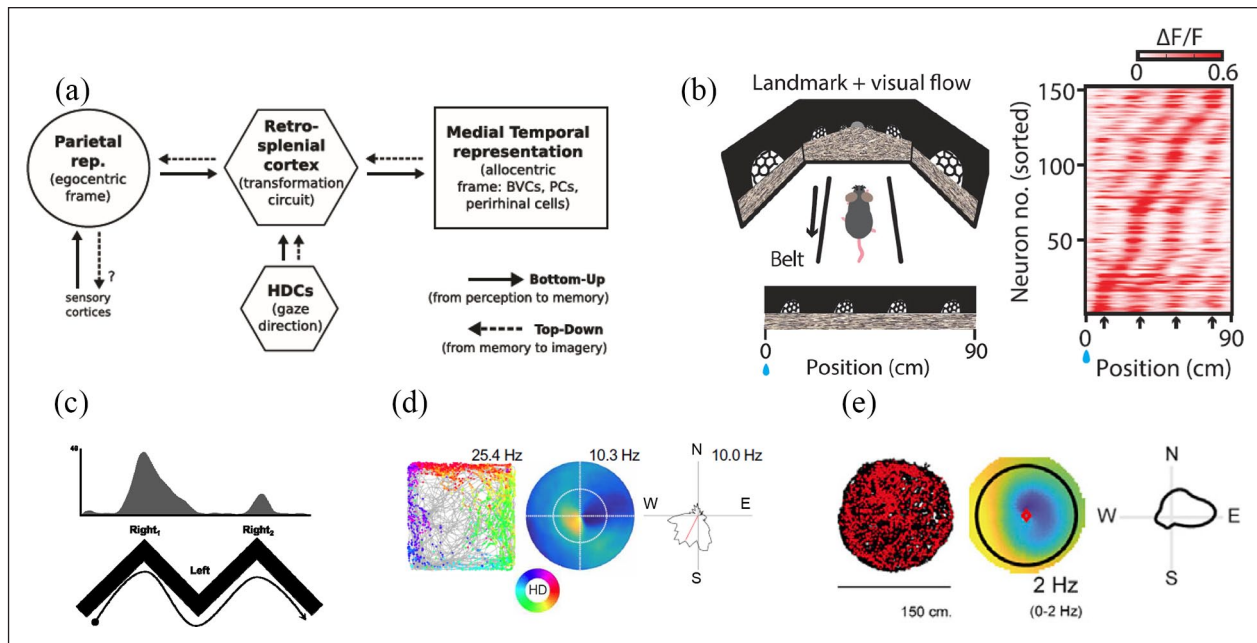 (a)
Parietal
rep.
(egocentric
frame)
Retro-
splenial cortex
(transformation
circuit)
Medial Temporal
representation
(allocentric
frame: BVCs, PCs,
perirhinal cells)
?
sensory
cortices
HDCs
(gaze
direction)
Bottom-Up
(from perception to memory)
Top-Down
(from memory to imagery)
(b)
Landmark + visual flow
Belt
0
90
Position (cm)
ΔF/F
0
0.6
Neuron no. (sorted)
150
100
50
0
90
Position (cm)
(c)
40
Right1
Right2
Left
(d)
25.4 Hz
10.3 Hz
10.0 Hz
N
W
E
S
HD
(e)
150 cm.
2 Hz
(0-2 Hz)
N
W
E
S